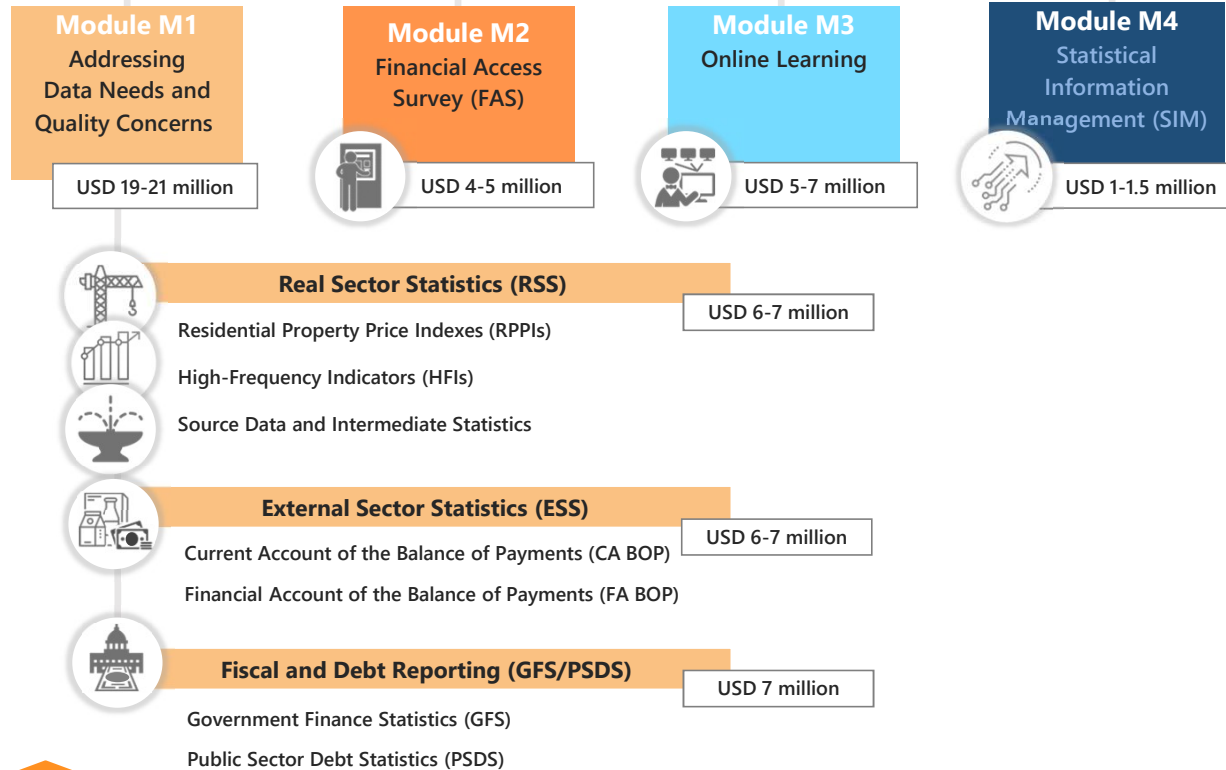 Module M1
Addressing
Data Needs and
Quality Concerns
USD 19-21 million
Module M2
Financial Access
Survey (FAS)
USD 4-5 million
Module M3
Online Learning
USD 5-7 million
Module M4
Statistical
Information
Management (SIM)
USD 1-1.5 million
Real Sector Statistics (RSS)
USD 6-7 million
Residential Property Price Indexes (RPPIs)
High-Frequency Indicators (HFIs)
Source Data and Intermediate Statistics
External Sector Statistics (ESS)
USD 6-7 million
Current Account of the Balance of Payments (CA BOP)
Financial Account of the Balance of Payments (FA BOP)
Fiscal and Debt Reporting (GFS/PSDS)
USD 7 million
Government Finance Statistics (GFS)
Public Sector Debt Statistics (PSDS)